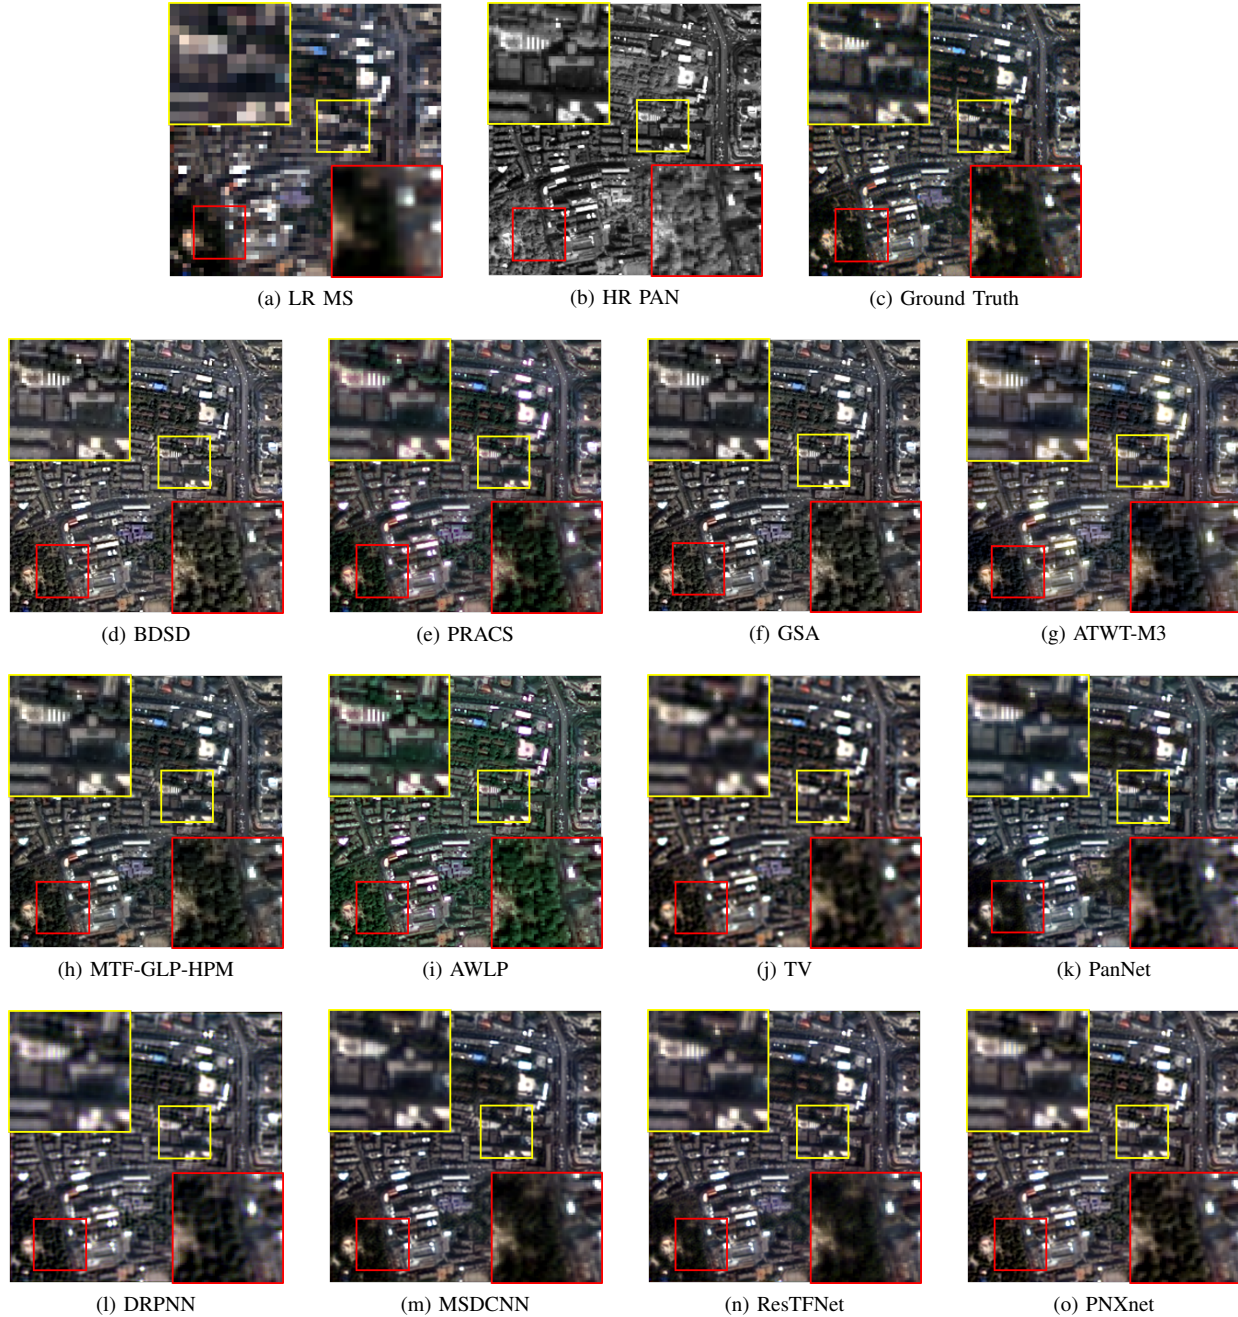 (a) LR MS
(b) HR PAN
(c) Ground Truth
(d) BDSD
(e) PRACS
(f) GSA
(g) ATWT-M3
(h) MTF-GLP-HPM
(i) AWLP
(j) TV
(k) PanNet
(l) DRPNN
(m) MSDCNN
(n) ResTFNet
(o) PNXnet